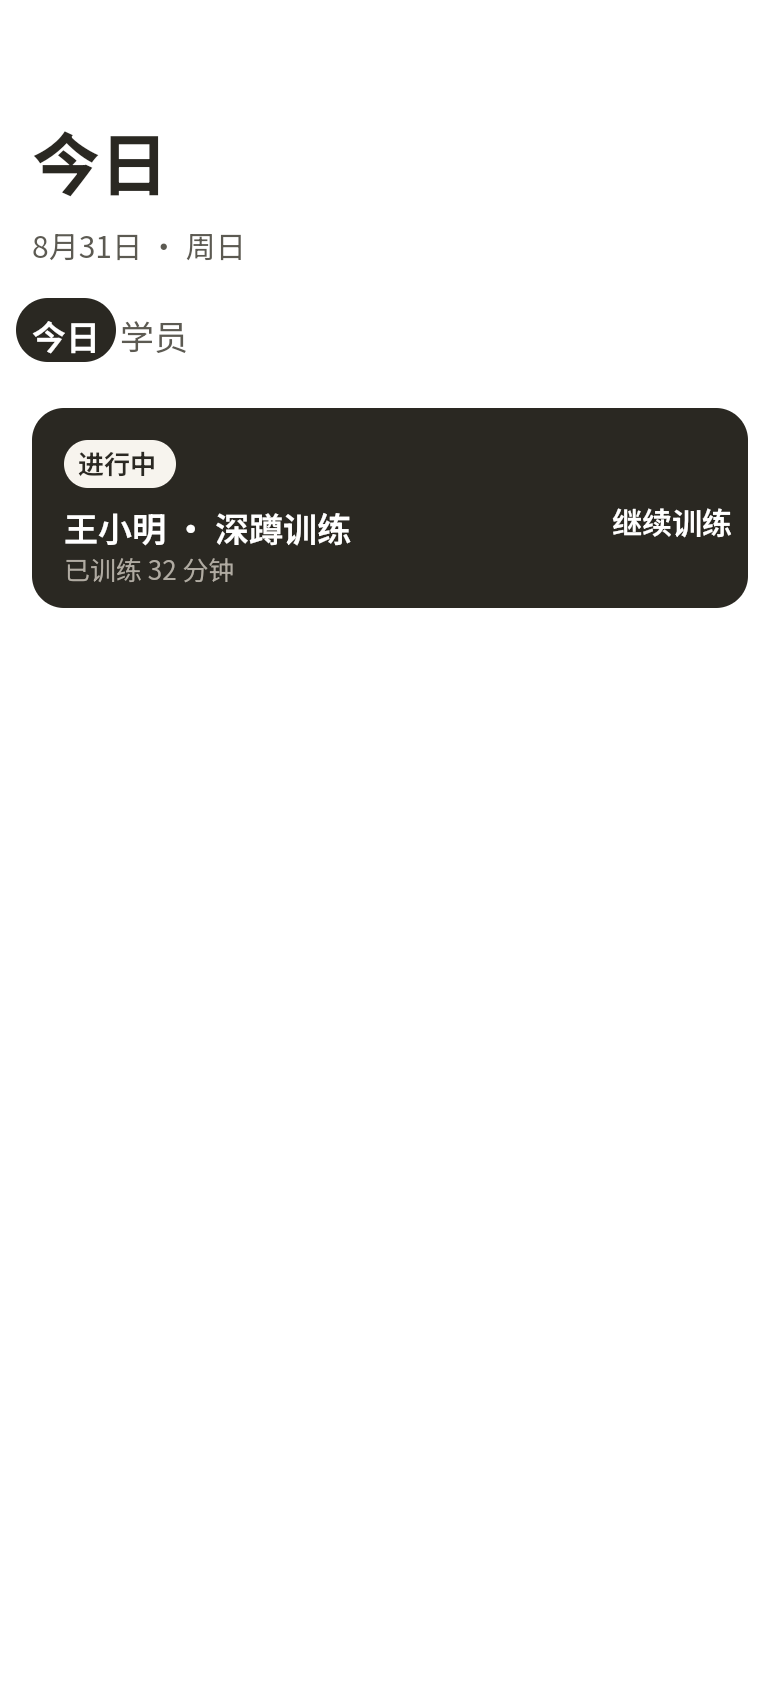 今日
8月31日 · 周日
今日 学员
进行中
王小明 · 深蹲训练
继续训练
已训练 32 分钟